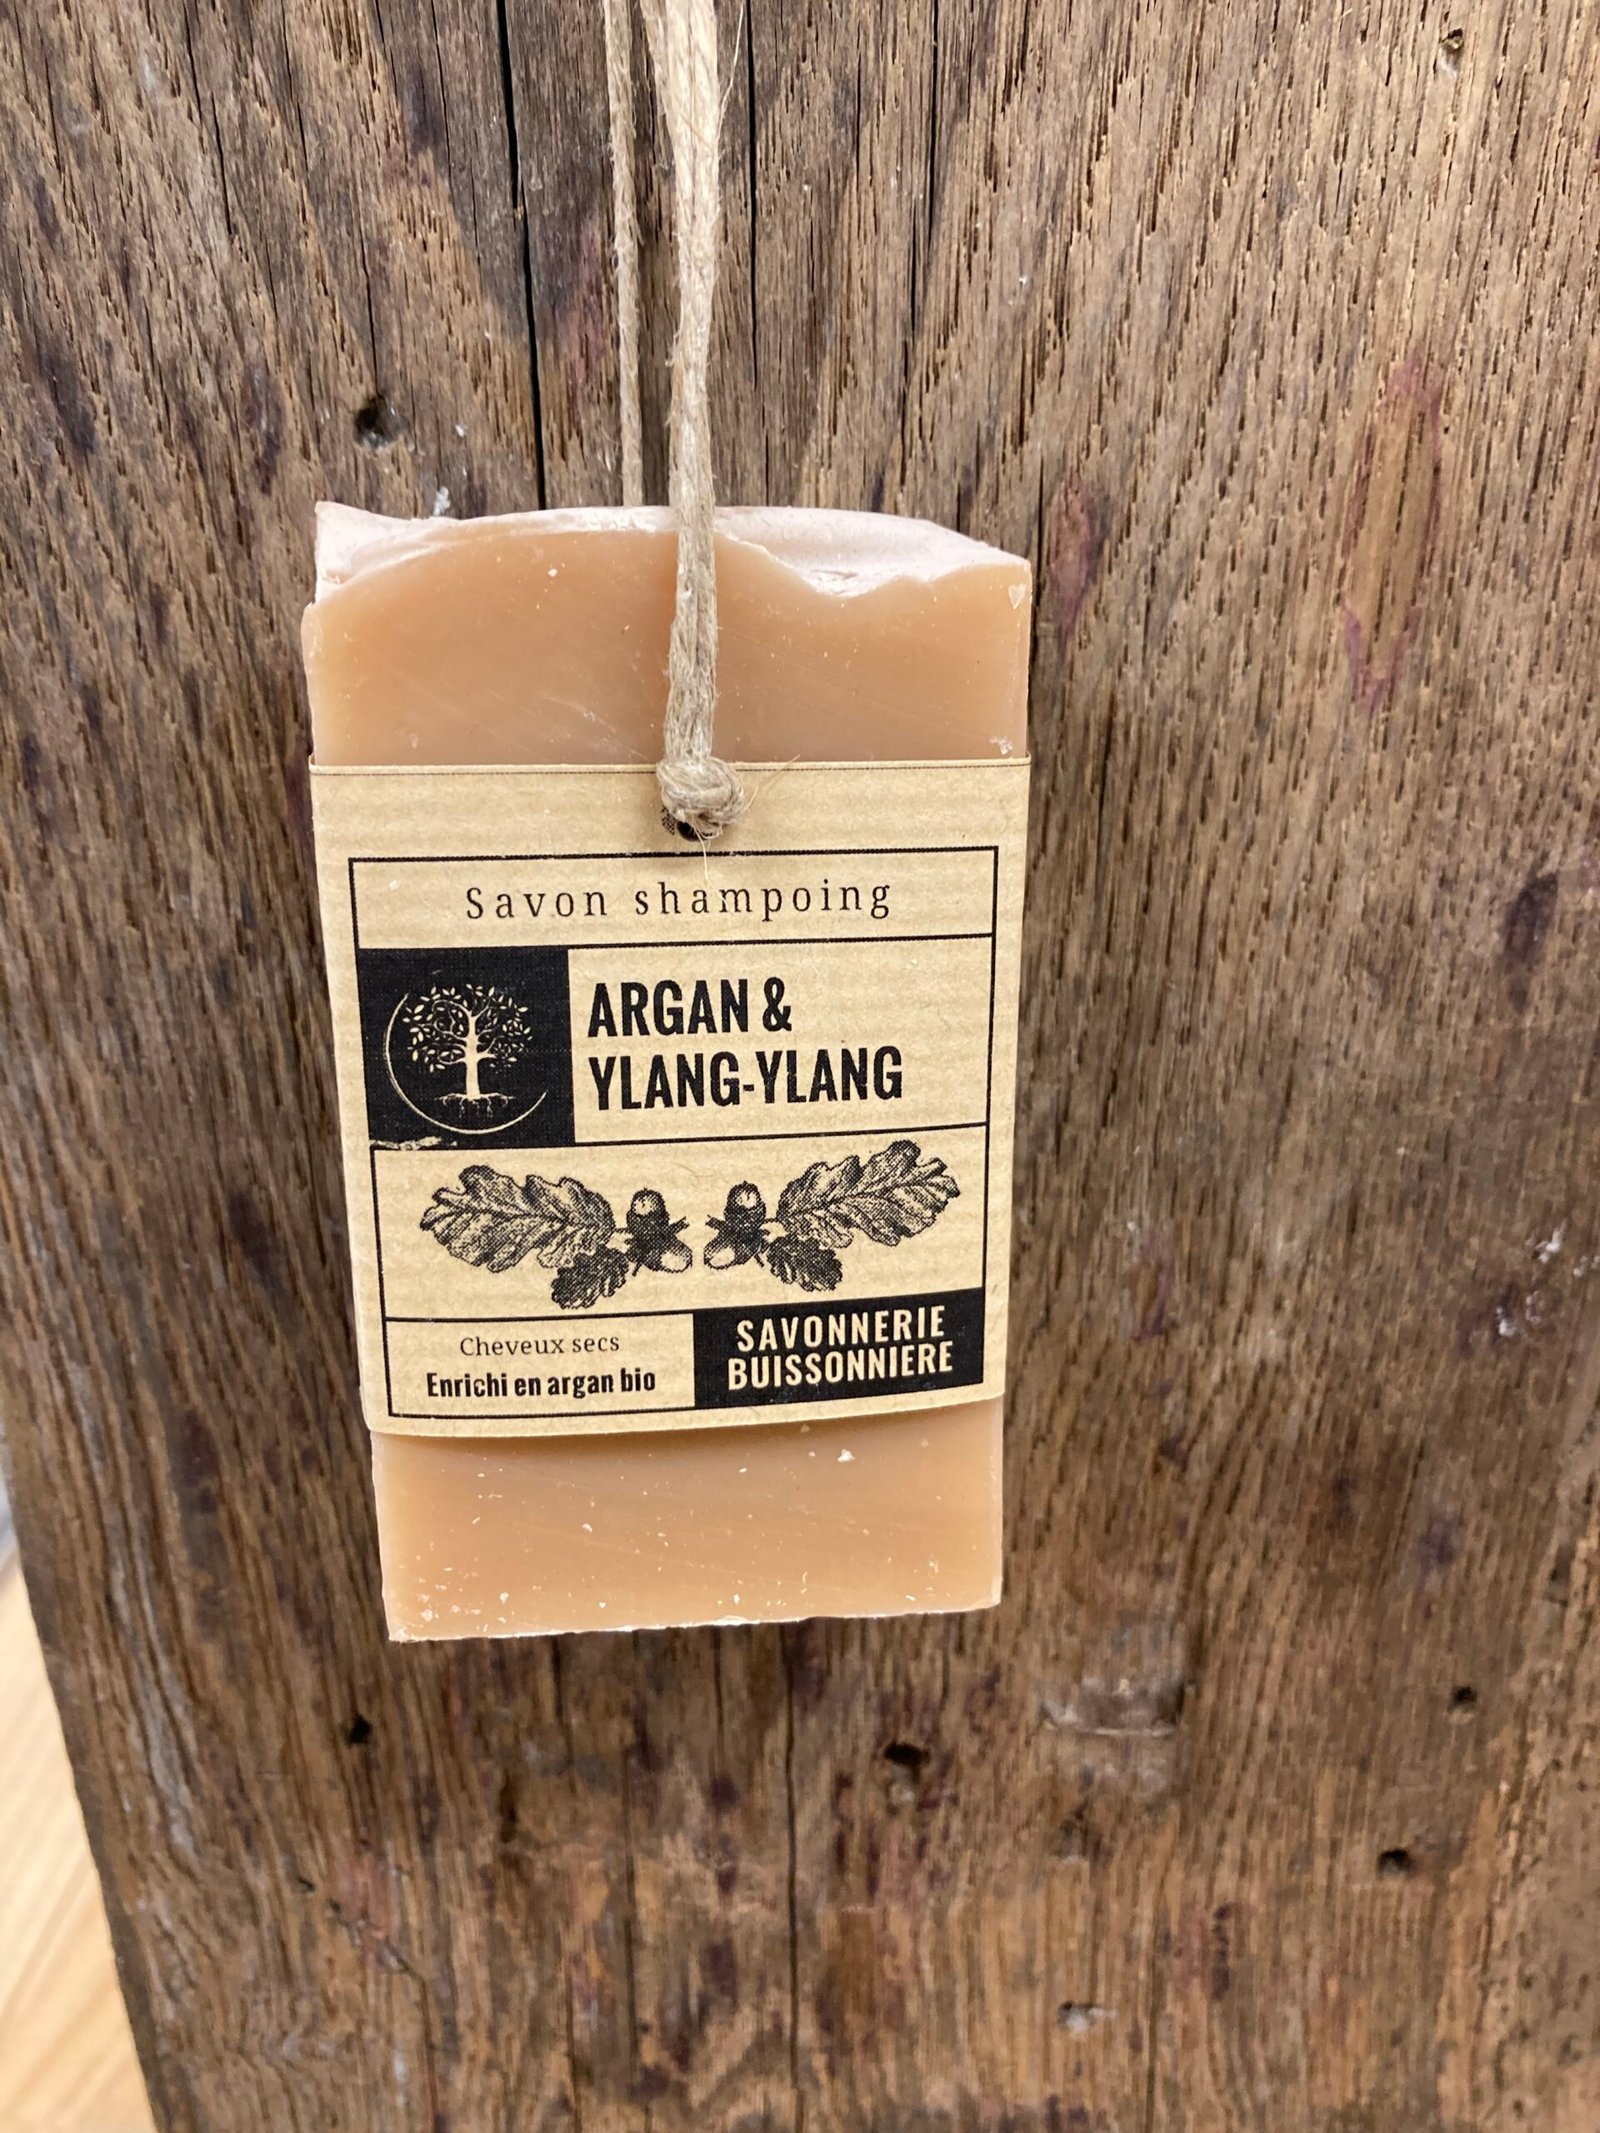 Savon shampoing
ARGAN &
YLANG-YLANG
Cheveux secs
Enrichi en argan bio
SAVONNERIE
BUISSONNIERE